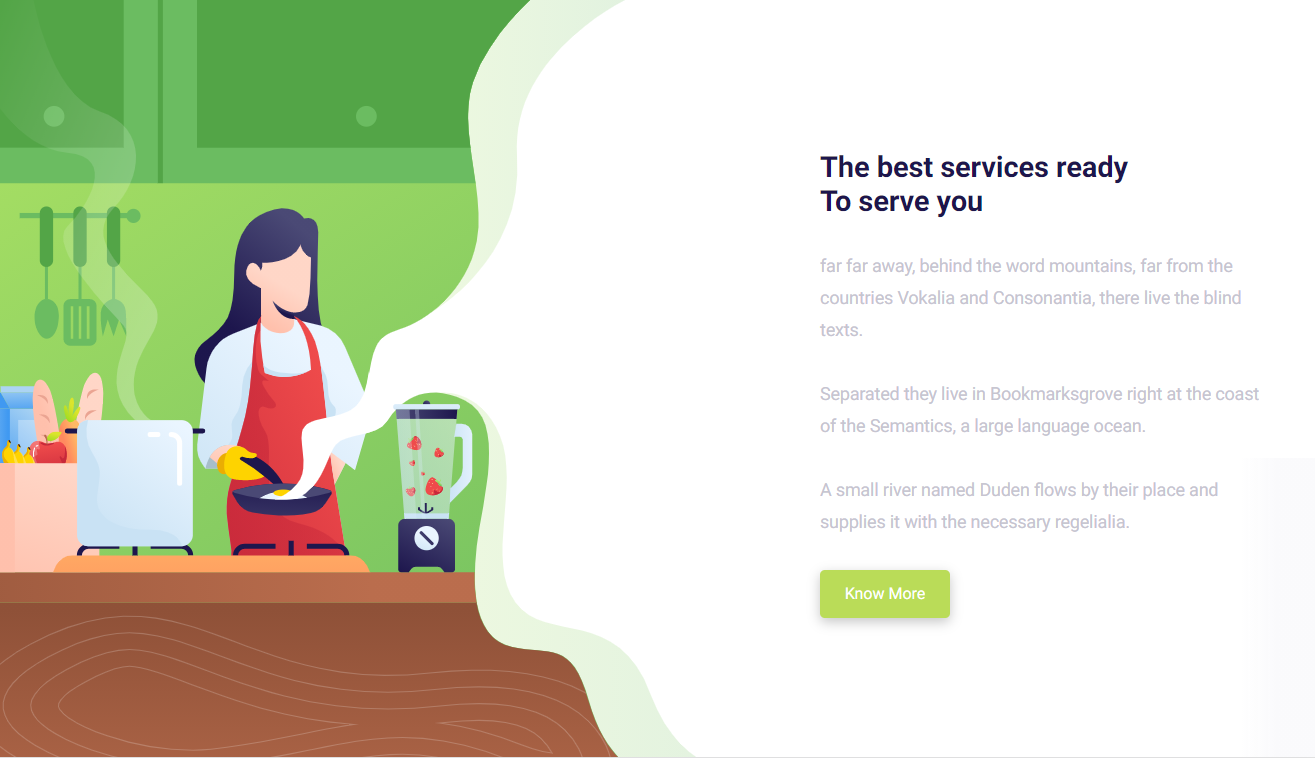 The best services ready
To serve you
far far away, behind the word mountains, far from the
countries Vokalia and Consonantia, there live the blind
texts.
Separated they live in Bookmarksgrove right at the coast
of the Semantics, a large language ocean.
A small river named Duden flows by their place and
supplies it with the necessary regelialia.
Know More